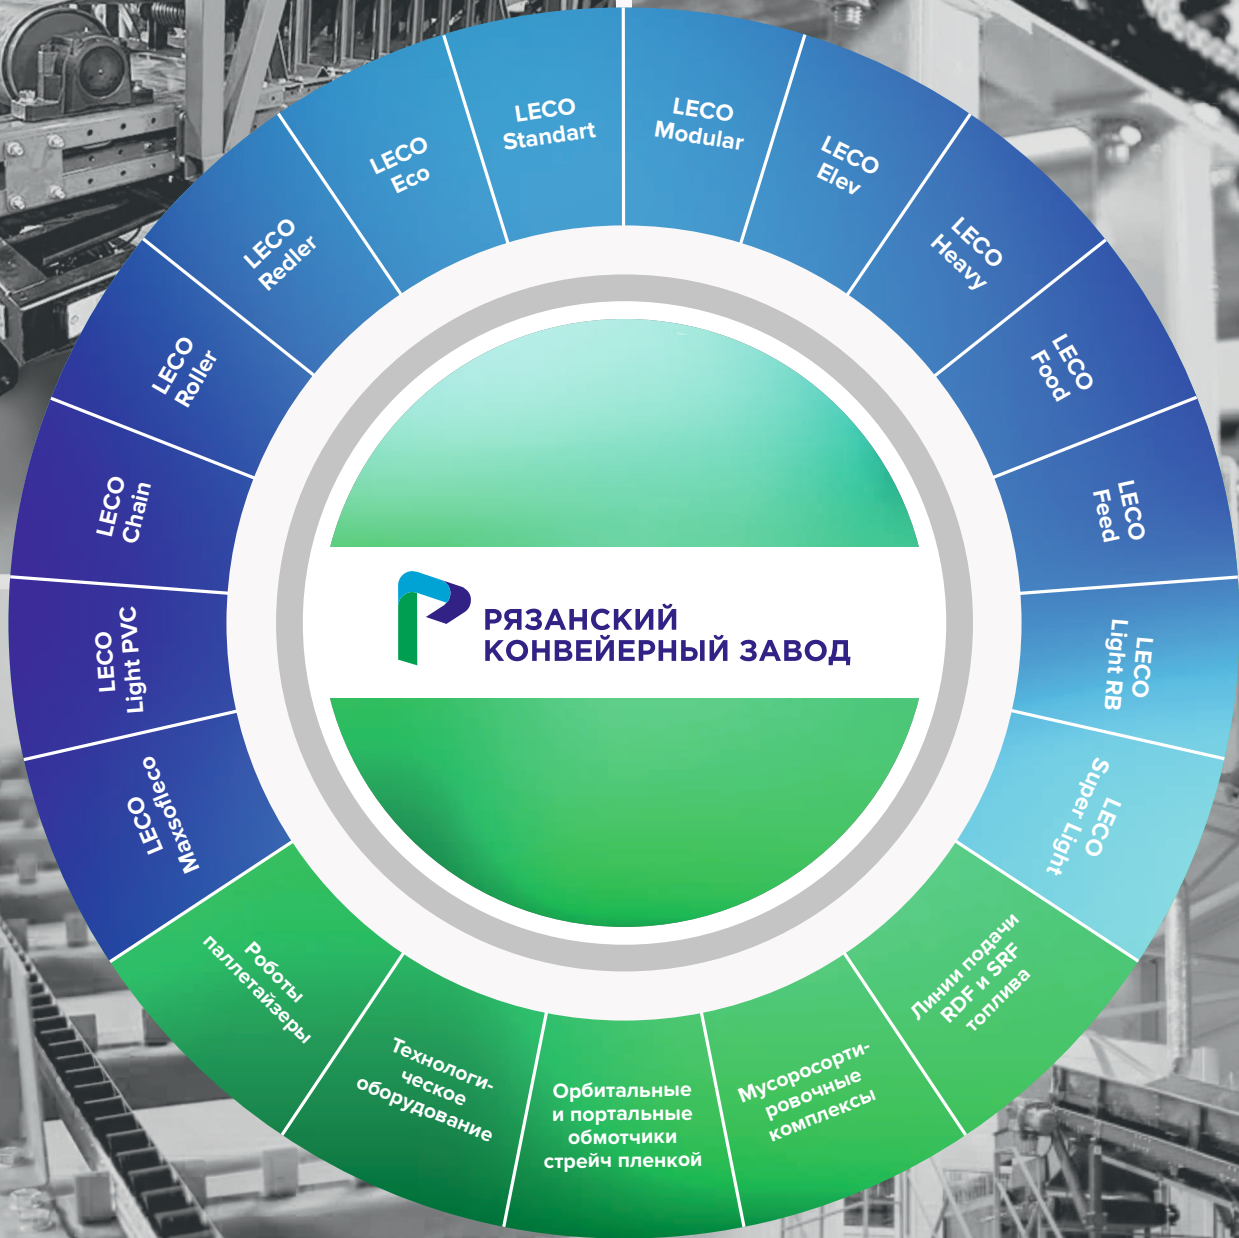 LECO
Standart
LECO
Modular
LECO
Elev
LECO
Heavy
LECO
Food
LECO
Feed
LECO
Light RB
LECO
Super Light
Линии подачи
RDF и SRF
топлива
Мусоросорти-
ровочные
комплексы
Орбитальные
и портальные
обмотчики
стрейч пленкой
Технологи-
ческое
оборудование
Роботы
паллетайзеры
LECO
Maxsofleco
LECO
Light PVC
LECO
Chain
LECO
Roller
LECO
Redler
LECO
Eco
РЯЗАНСКИЙ
КОНВЕЙЕРНЫЙ ЗАВОД